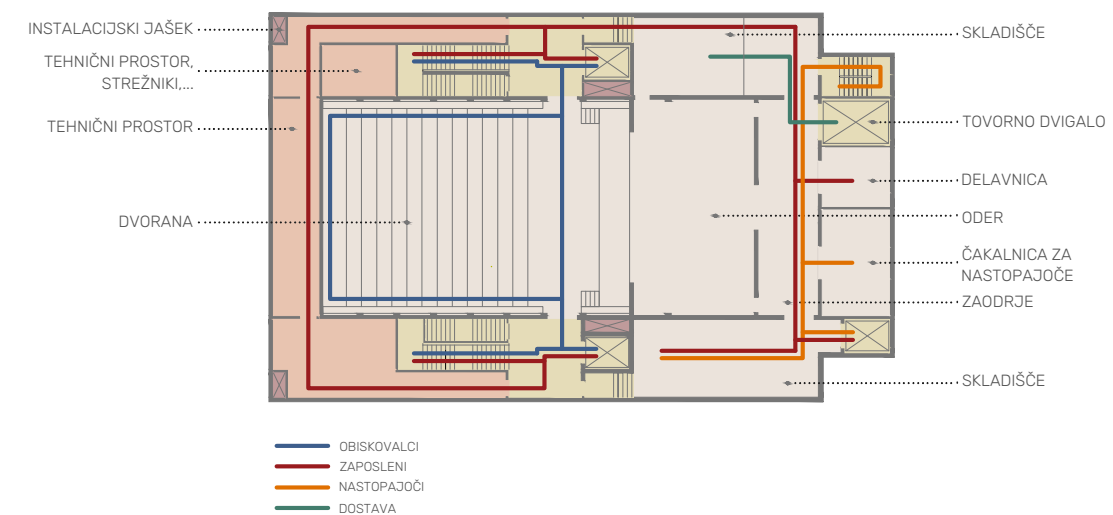 INSTALACIJSKI JAŠEK
TEHNIČNI PROSTOR,
STREŽNIKI,...
TEHNIČNI PROSTOR
DVORANA
SKLADIŠČE
TOVORNO DVIGALO
DELAVNICA
ODER
ČAKALNICA ZA
NASTOPAJOČE
ZAODRJE
SKLADIŠČE
OBISKOVALCI
ZAPOSLENI
NASTOPAJOČI
DOSTAVA